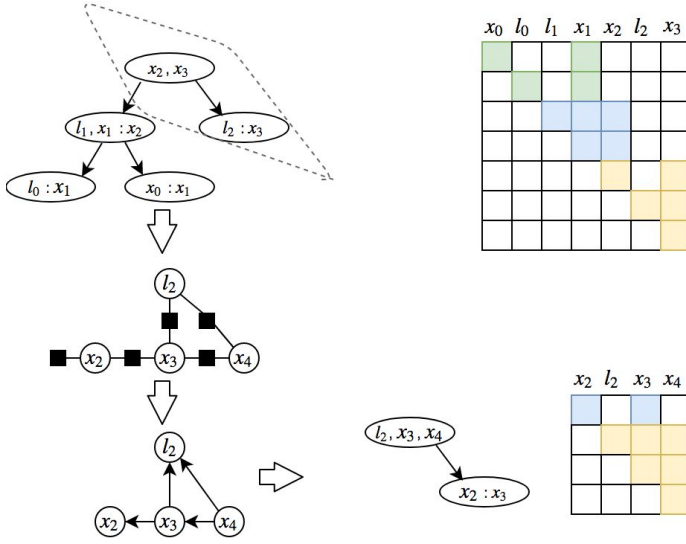 x₀ l₀ l₁ x₁ x₂ l₂ x₃
x₂, x₃
l₁, x₁ : x₂
l₂ : x₃
l₀ : x₁
x₀ : x₁
l₂
x₂ x₃ x₄
x₂ l₂ x₃ x₄
l₂, x₃, x₄
x₂ : x₃
l₂
x₂ x₃ x₄